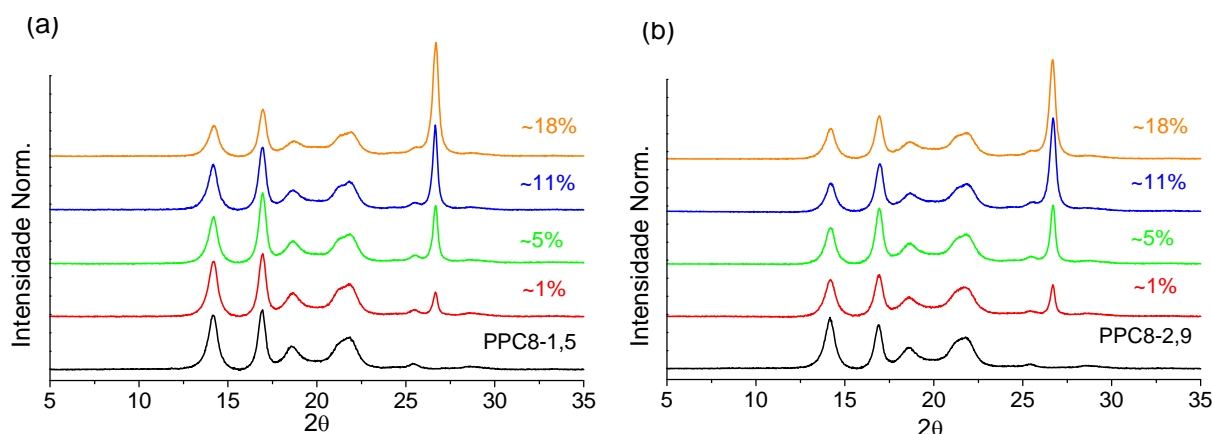 (a)
Intensidade Norm.
~18%
~11%
~5%
~1%
PPC8-1,5
5 10 15 20 25 30 35
2θ
(b)
Intensidade Norm.
~18%
~11%
~5%
~1%
PPC8-2,9
5 10 15 20 25 30 35
2θ